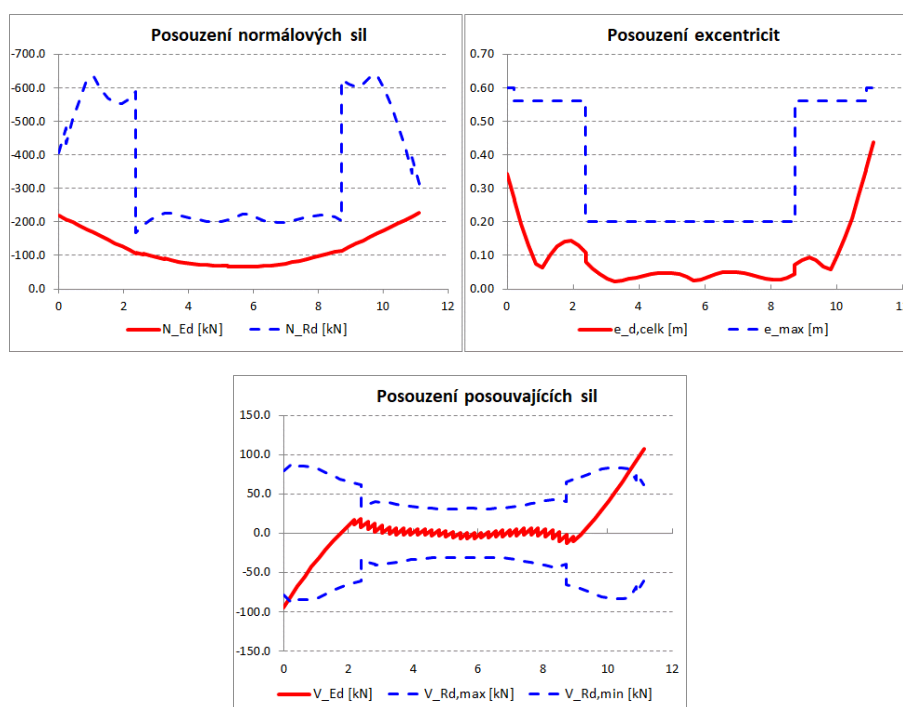 Posouzení normálových sil
-700.0
-600.0
-500.0
-400.0
-300.0
-200.0
-100.0
0.0
0 2 4 6 8 10 12
N_Ed [kN] N_Rd [kN]
Posouzení excentricit
0.70
0.60
0.50
0.40
0.30
0.20
0.10
0.00
0 2 4 6 8 10 12
e_d,celk [m] e_max [m]
Posouzení posouvajících sil
150.0
100.0
50.0
0.0
-50.0
-100.0
-150.0
0 2 4 6 8 10 12
V_Ed [kN] V_Rd,max [kN] V_Rd,min [kN]